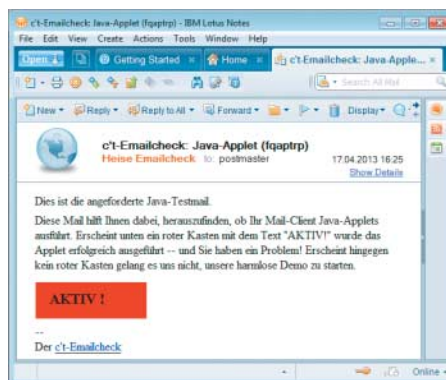 c't-Emailcheck: Java-Applet (fqaptrp) - IBM Lotus Notes
File Edit View Create Actions Tools Window Help
Open Getting Started × Home × c't-Emailcheck: Java-Apple... ×
Search All Mail
New Reply Reply to All Forward Display
c't-Emailcheck: Java-Applet (fqaptrp)
Heise Emailcheck to: postmaster 17.04.2013 16:25
Show Details
Dies ist die angeforderte Java-Testmail.
Diese Mail hilft Ihnen dabei, herauszufinden, ob Ihr Mail-Client Java-Applets
ausführt. Erscheint unten ein roter Kasten mit dem Text "AKTIV!" wurde das
Applet erfolgreich ausgeführt -- und Sie haben ein Problem! Erscheint hingegen
kein roter Kasten gelang es uns nicht, unsere harmlose Demo zu starten.
AKTIV !
--
Der c't-Emailcheck
Online